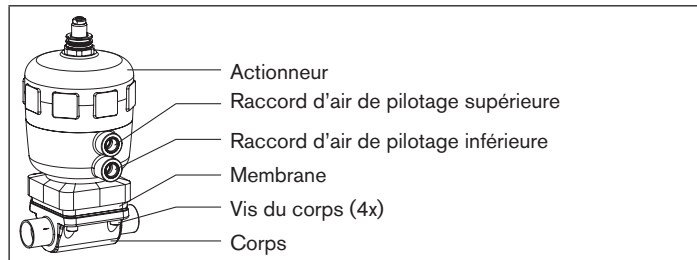 Actionneur
Raccord d'air de pilotage supérieure
Raccord d'air de pilotage inférieure
Membrane
Vis du corps (4x)
Corps